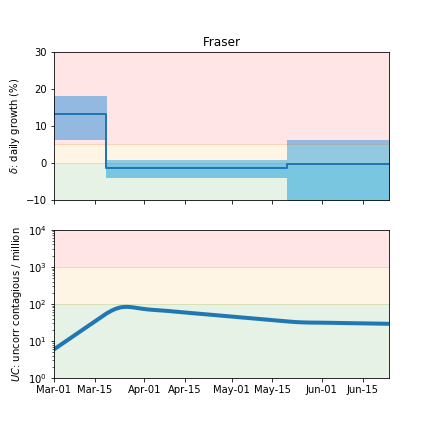 Fraser
δ: daily growth (%)
30
20
10
0
−10
UC: uncorr contagious / million
10⁴
10³
10²
10¹
10⁰
Mar-01 Mar-15 Apr-01 Apr-15 May-01 May-15 Jun-01 Jun-15